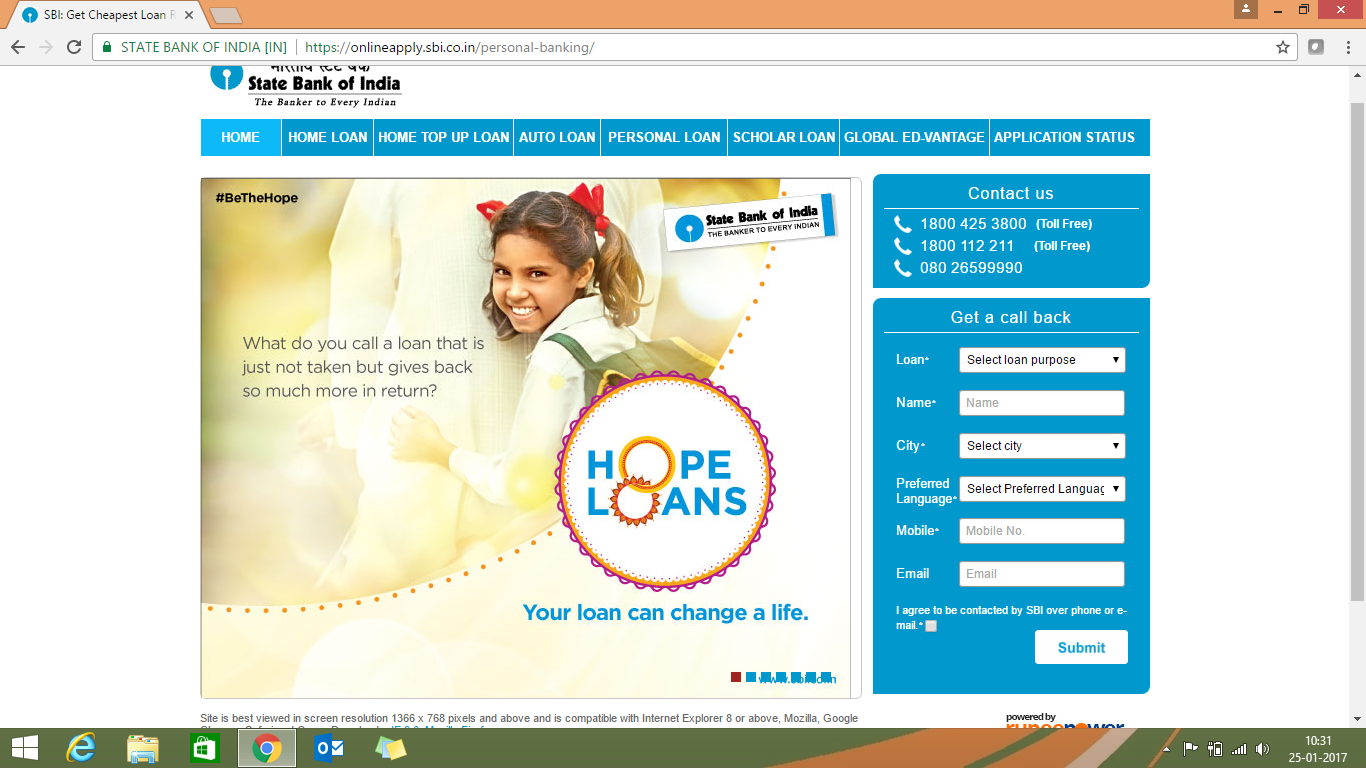 SBI: Get Cheapest Loan R
STATE BANK OF INDIA [IN] https://onlineapply.sbi.co.in/personal-banking/
भारतीय स्टेट बैंक
State Bank of India
The Banker to Every Indian
HOME HOME LOAN HOME TOP UP LOAN AUTO LOAN PERSONAL LOAN SCHOLAR LOAN GLOBAL ED-VANTAGE APPLICATION STATUS
#BeTheHope
State Bank of India
THE BANKER TO EVERY INDIAN
What do you call a loan that is
just not taken but gives back
so much more in return?
HOPE
LOANS
Your loan can change a life.
Contact us
1800 425 3800 (Toll Free)
1800 112 211 (Toll Free)
080 26599990
Get a call back
Loan* Select loan purpose
Name* Name
City* Select city
Preferred
Language* Select Preferred Languag
Mobile* Mobile No.
Email Email
I agree to be contacted by SBI over phone or e-
mail.*
Submit
Site is best viewed in screen resolution 1366 x 768 pixels and above and is compatible with Internet Explorer 8 or above, Mozilla, Google
powered by
rupeepower
10:31
25-01-2017